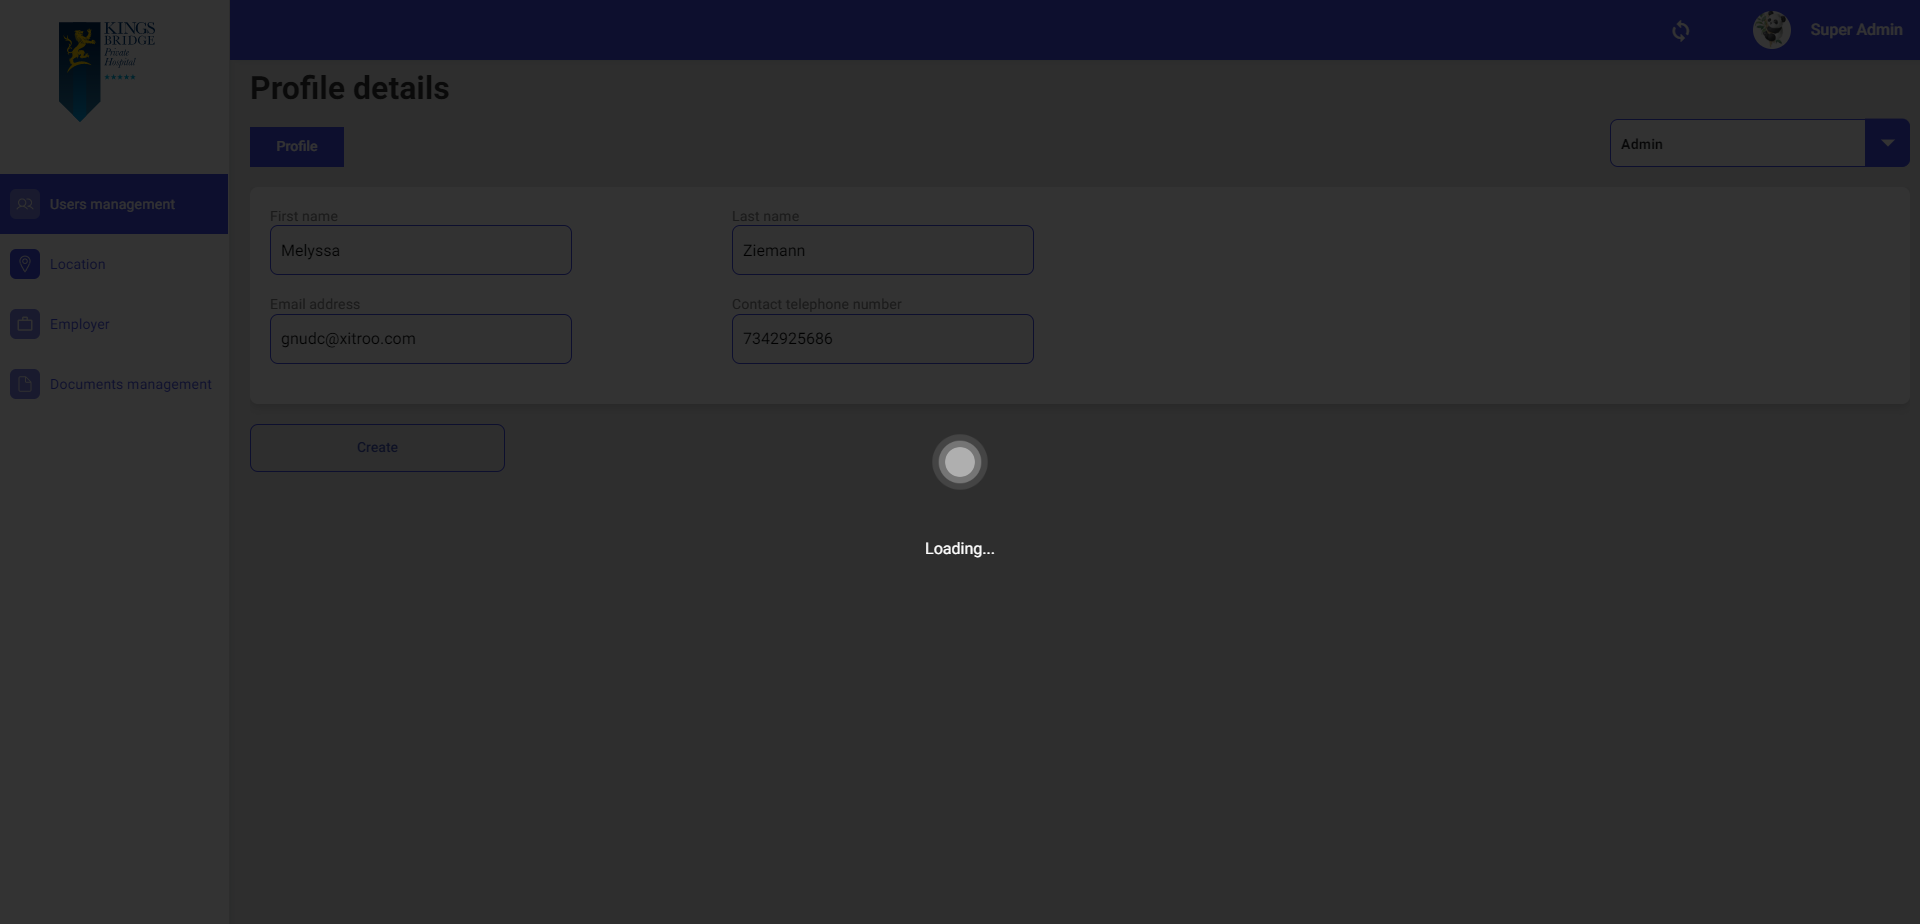 KINGS
BRIDGE
Private
Hospital
Super Admin
Profile details
Profile
Admin
Users management
Location
Employer
Documents management
First name
Last name
Melyssa
Ziemann
Email address
Contact telephone number
gnudc@xitroo.com
7342925686
Create
Loading...